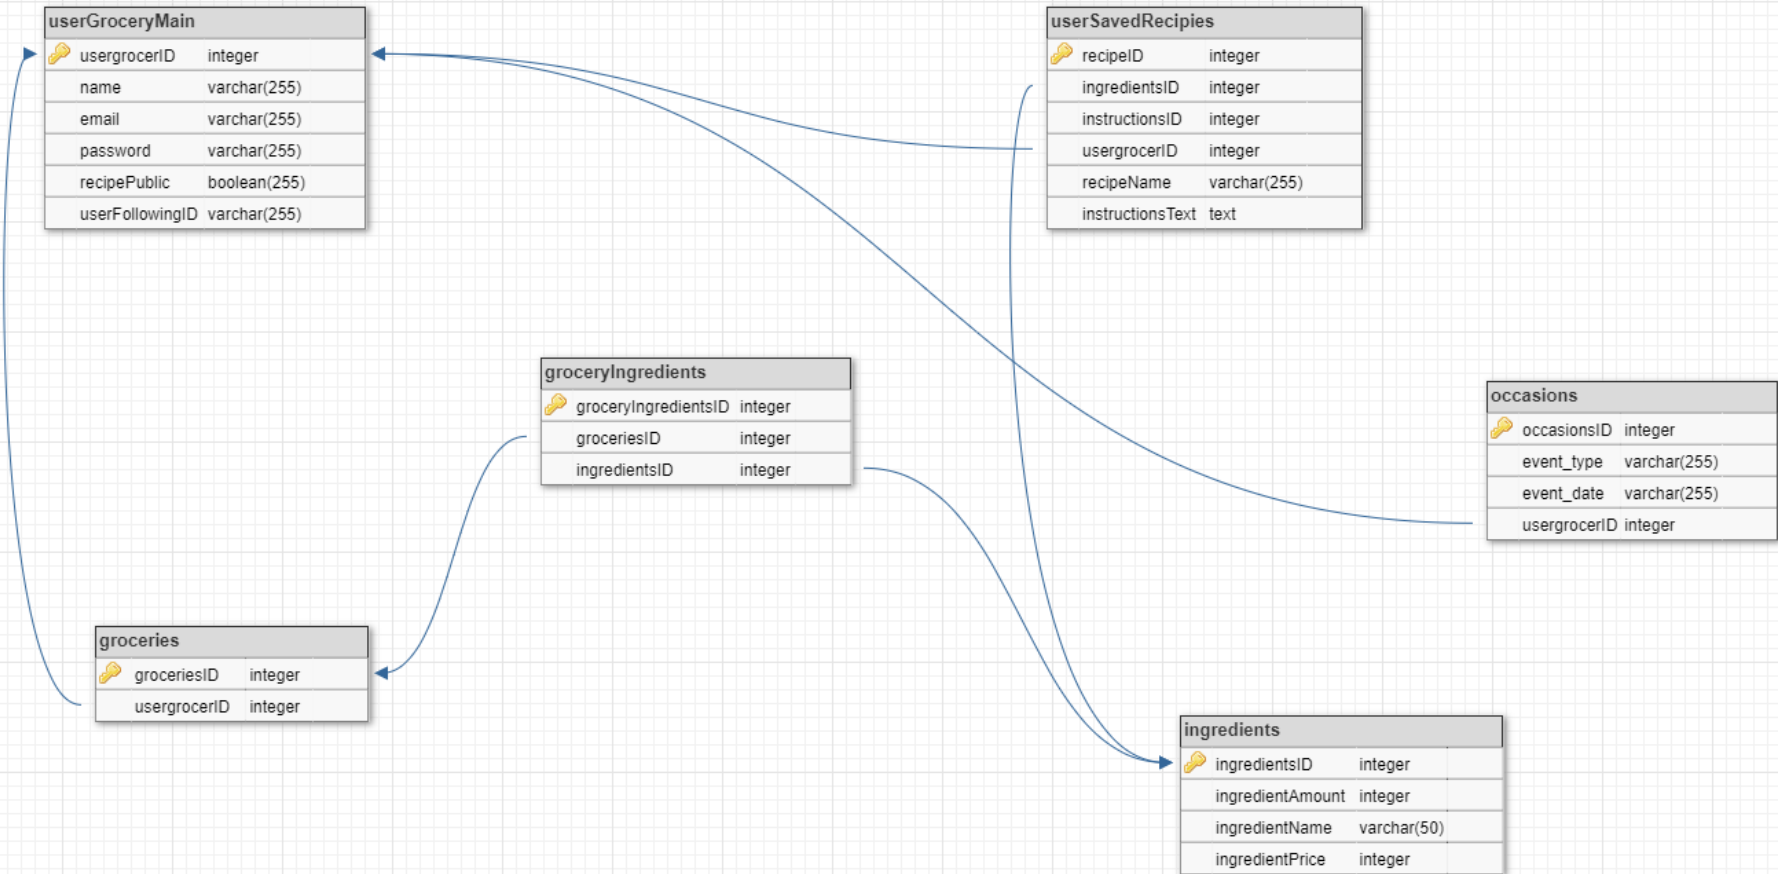 userGroceryMain
usergrocerID integer
name varchar(255)
email varchar(255)
password varchar(255)
recipePublic boolean(255)
userFollowingID varchar(255)
userSavedRecipies
recipeID integer
ingredientsID integer
instructionsID integer
usergrocerID integer
recipeName varchar(255)
instructionsText text
groceryIngredients
groceryIngredientsID integer
groceriesID integer
ingredientsID integer
occasions
occasionsID integer
event_type varchar(255)
event_date varchar(255)
usergrocerID integer
groceries
groceriesID integer
usergrocerID integer
ingredients
ingredientsID integer
ingredientAmount integer
ingredientName varchar(50)
ingredientPrice integer